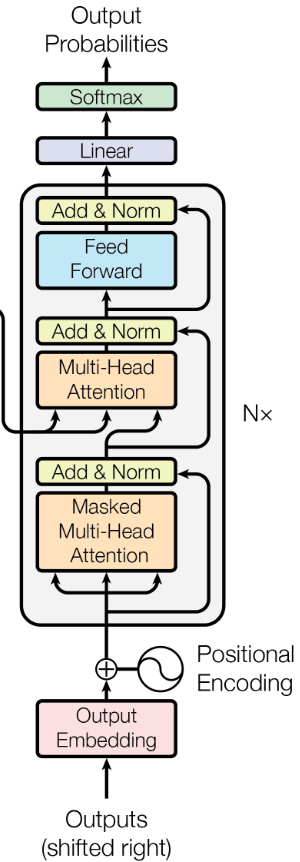 Output
Probabilities
Softmax
Linear
Add & Norm
Feed
Forward
Add & Norm
Multi-Head
Attention
N×
Add & Norm
Masked
Multi-Head
Attention
Positional
Encoding
Output
Embedding
Outputs
(shifted right)